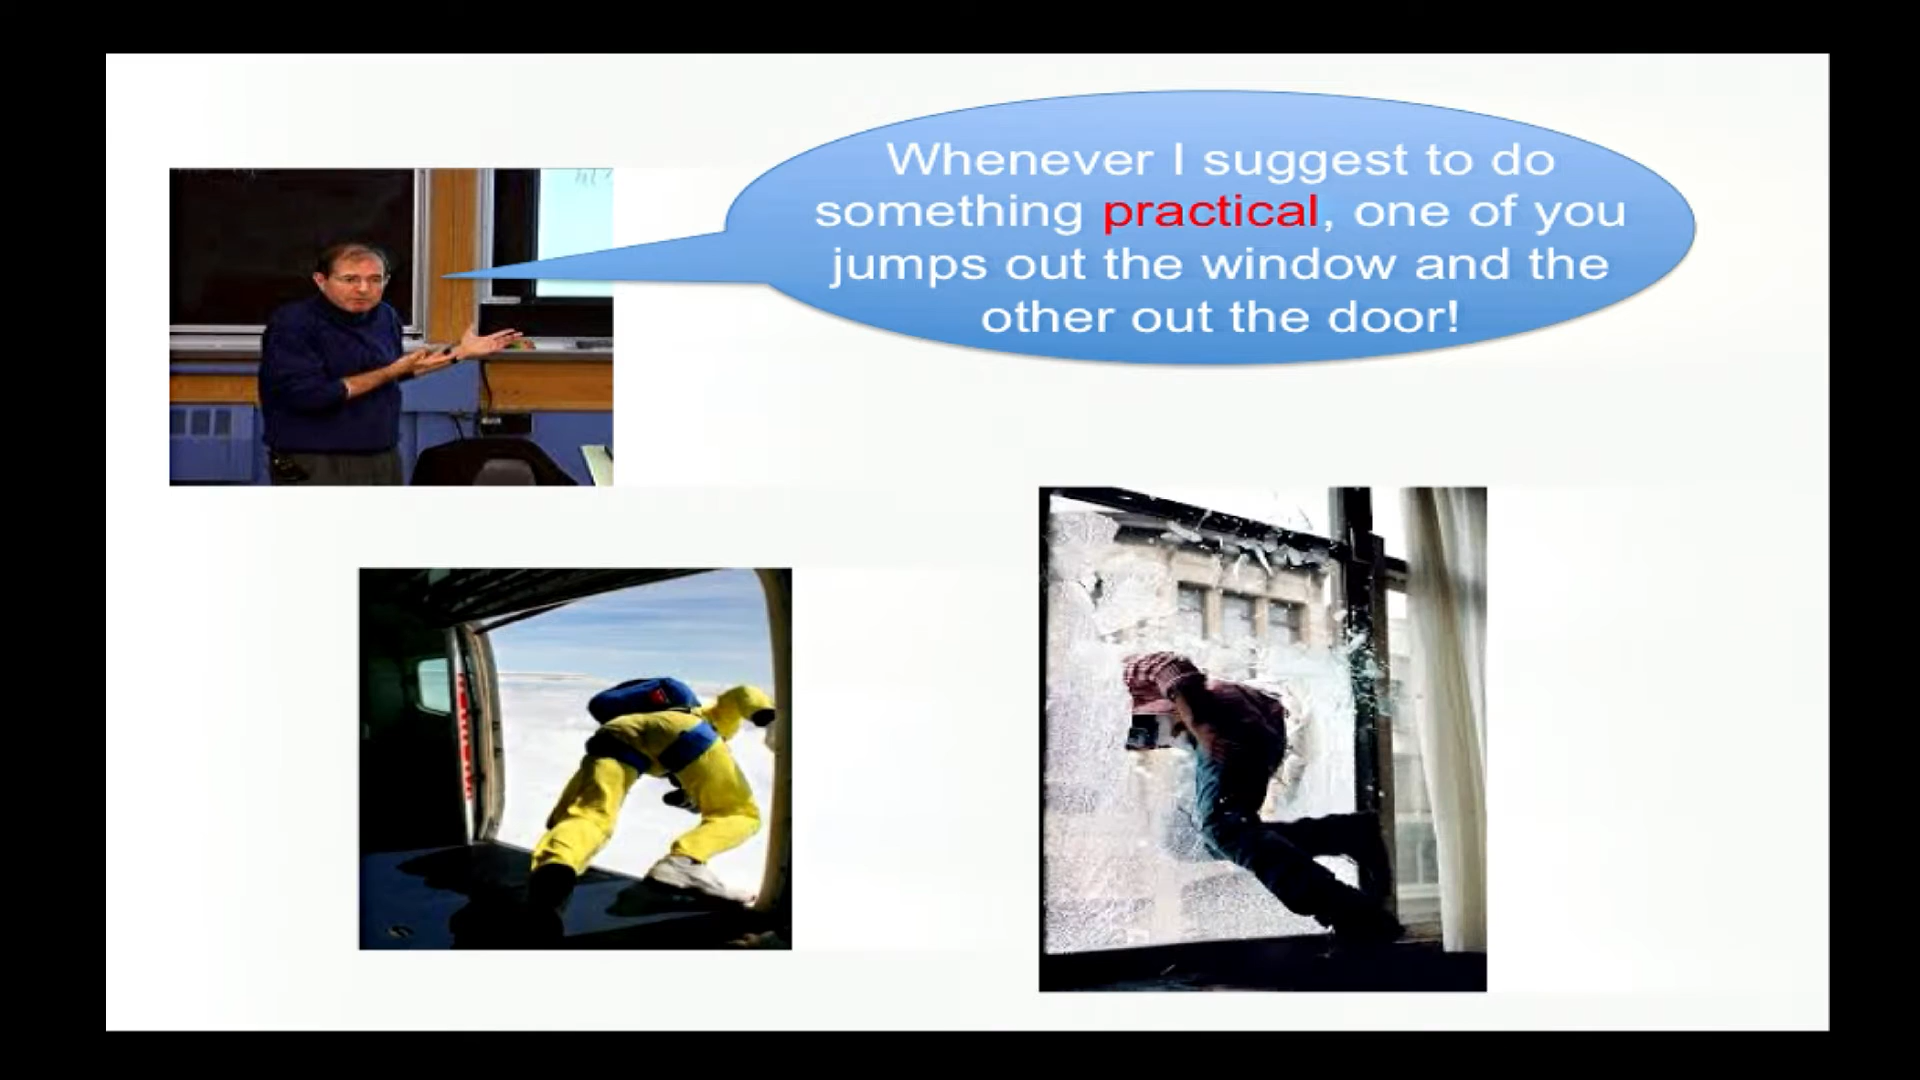 Whenever I suggest to do
something practical, one of you
jumps out the window and the
other out the door!